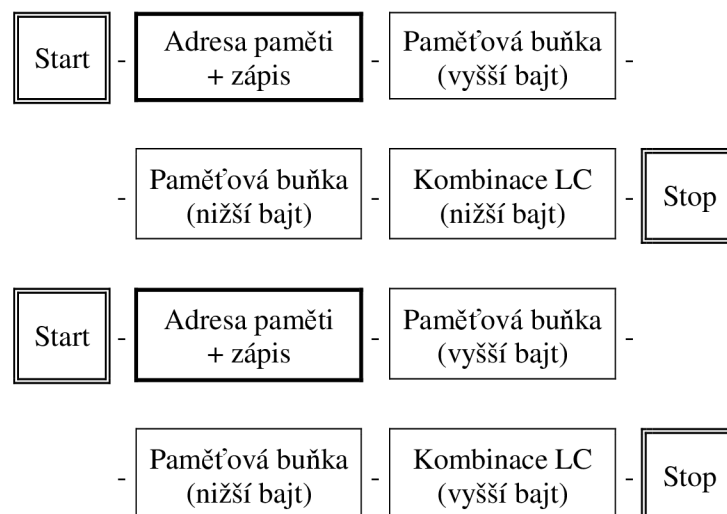 Start - Adresa paměti - Paměťová buňka -
+ zápis (vyšší bajt)
- Paměťová buňka - Kombinace LC - Stop
(nižší bajt) (nižší bajt)
Start - Adresa paměti - Paměťová buňka -
+ zápis (vyšší bajt)
- Paměťová buňka - Kombinace LC - Stop
(nižší bajt) (vyšší bajt)